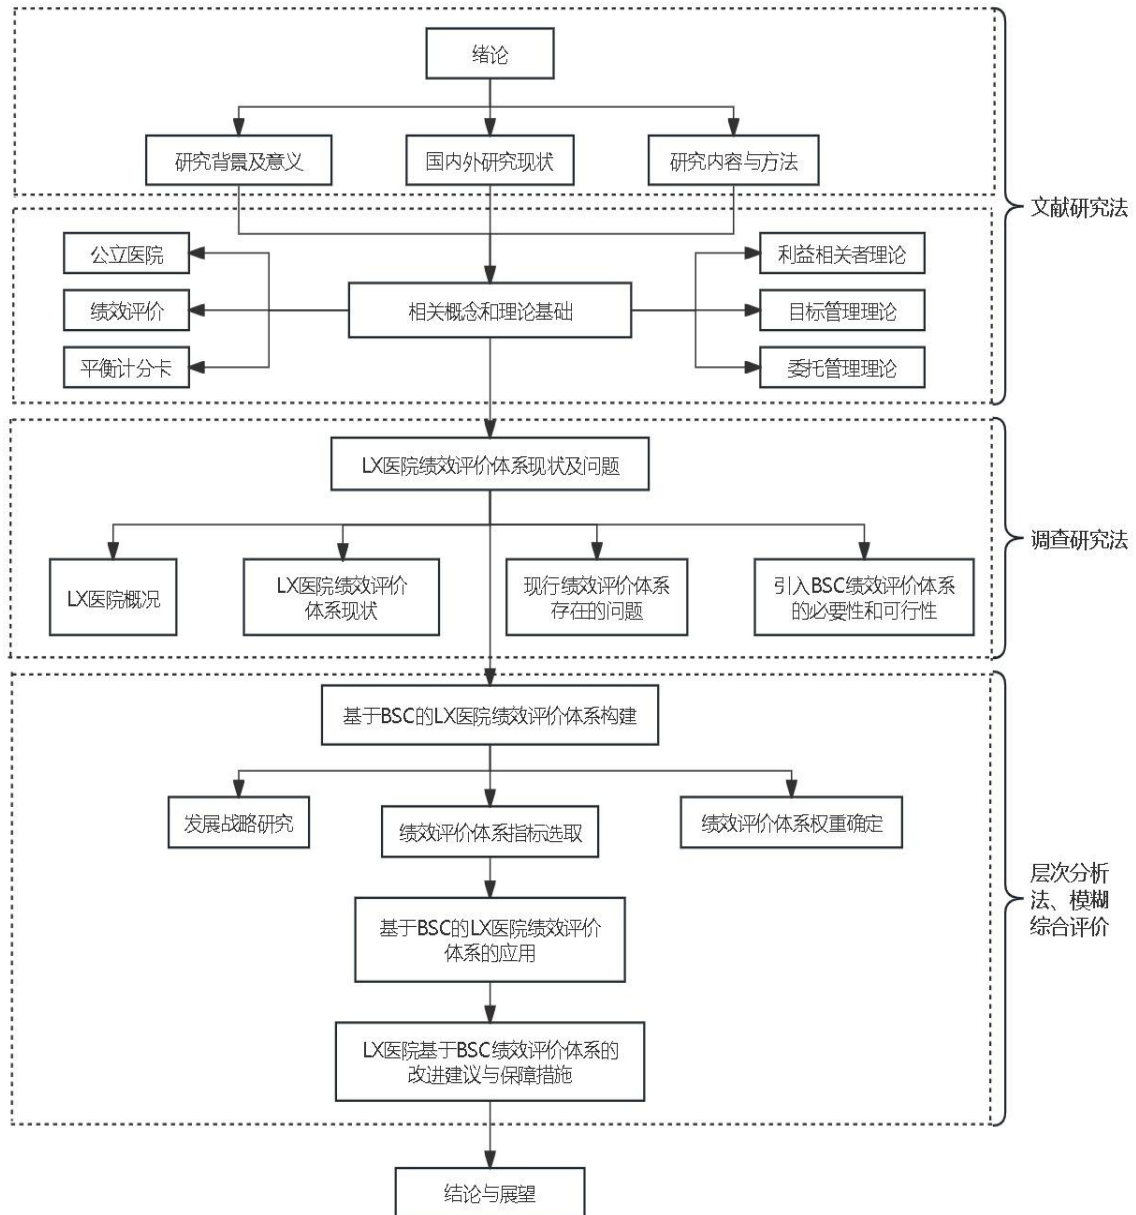 绪论
研究背景及意义
国内外研究现状
研究内容与方法
文献研究法
公立医院
绩效评价
平衡计分卡
相关概念和理论基础
利益相关者理论
目标管理理论
委托管理理论
LX医院绩效评价体系现状及问题
LX医院概况
LX医院绩效评价
体系现状
现行绩效评价体系
存在的问题
引入BSC绩效评价体系
的必要性和可行性
调查研究法
基于BSC的LX医院绩效评价体系构建
发展战略研究
绩效评价体系指标选取
绩效评价体系权重确定
基于BSC的LX医院绩效评价
体系的应用
LX医院基于BSC绩效评价体系的
改进建议与保障措施
层次分析
法、模糊
综合评价
结论与展望